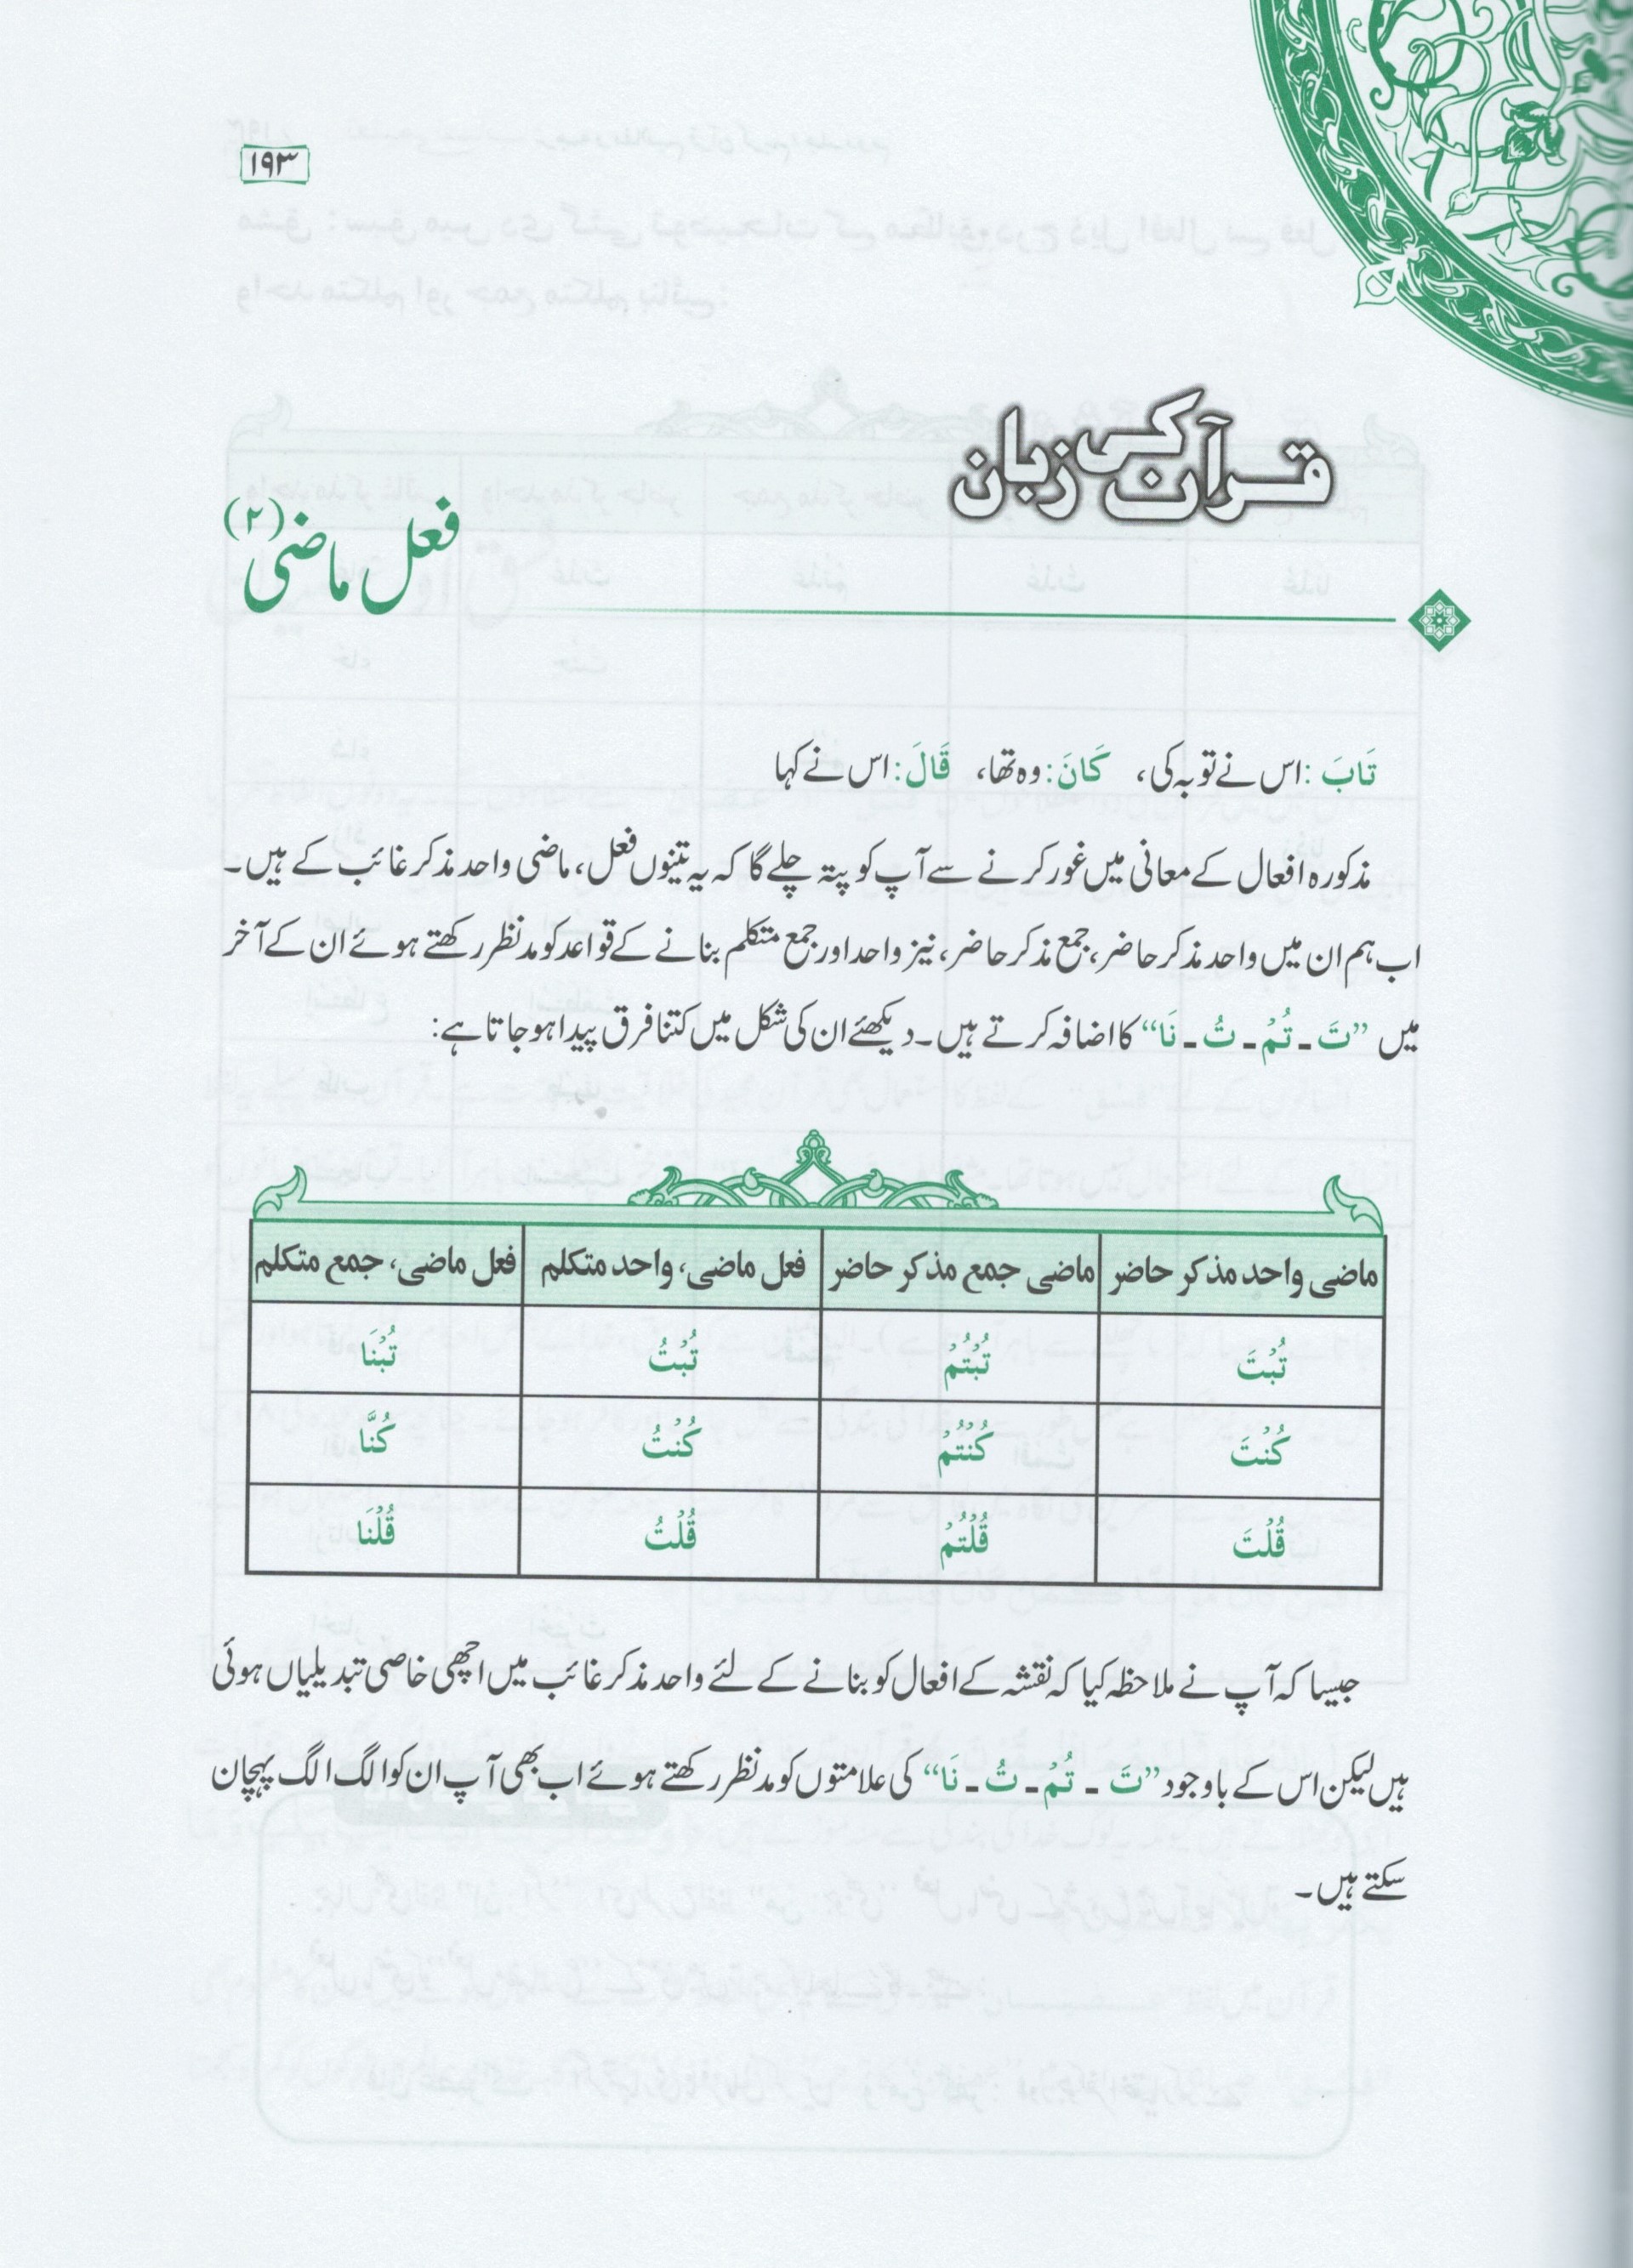 ۱۹۳
قرآن کی زبان
فعل ماضی (۲)
تَابَ: اس نے توبہ کی، كَانَ: وہ تھا، قَالَ: اس نے کہا
مذکورہ افعال کے معانی میں غور کرنے سے آپ کو پتہ چلے گا کہ یہ تینوں فعل، ماضی واحد مذکر غائب کے ہیں۔
اب ہم ان میں واحد مذکر حاضر، جمع مذکر حاضر، نیز واحد اور جمع متکلم بنانے کے قواعد کو مدنظر رکھتے ہوئے ان کے آخر
میں ”تَ ـ تُمْ ـ تُ ـ نَا“ کا اضافہ کرتے ہیں۔ دیکھئے ان کی شکل میں کتنا فرق پیدا ہو جاتا ہے:
ماضی واحد مذکر حاضر ماضی جمع مذکر حاضر فعل ماضی، واحد متکلم فعل ماضی، جمع متکلم
تُبْتَ تُبْتُمْ تُبْتُ تُبْنَا
كُنْتَ كُنْتُمْ كُنْتُ كُنَّا
قُلْتَ قُلْتُمْ قُلْتُ قُلْنَا
جیسا کہ آپ نے ملاحظہ کیا کہ نقشہ کے افعال کو بنانے کے لئے واحد مذکر غائب میں اچھی خاصی تبدیلیاں ہوئی
ہیں لیکن اس کے باوجود ”تَ ـ تُمْ ـ تُ ـ نَا“ کی علامتوں کو مدنظر رکھتے ہوئے اب بھی آپ ان کو الگ الگ پہچان
سکتے ہیں۔